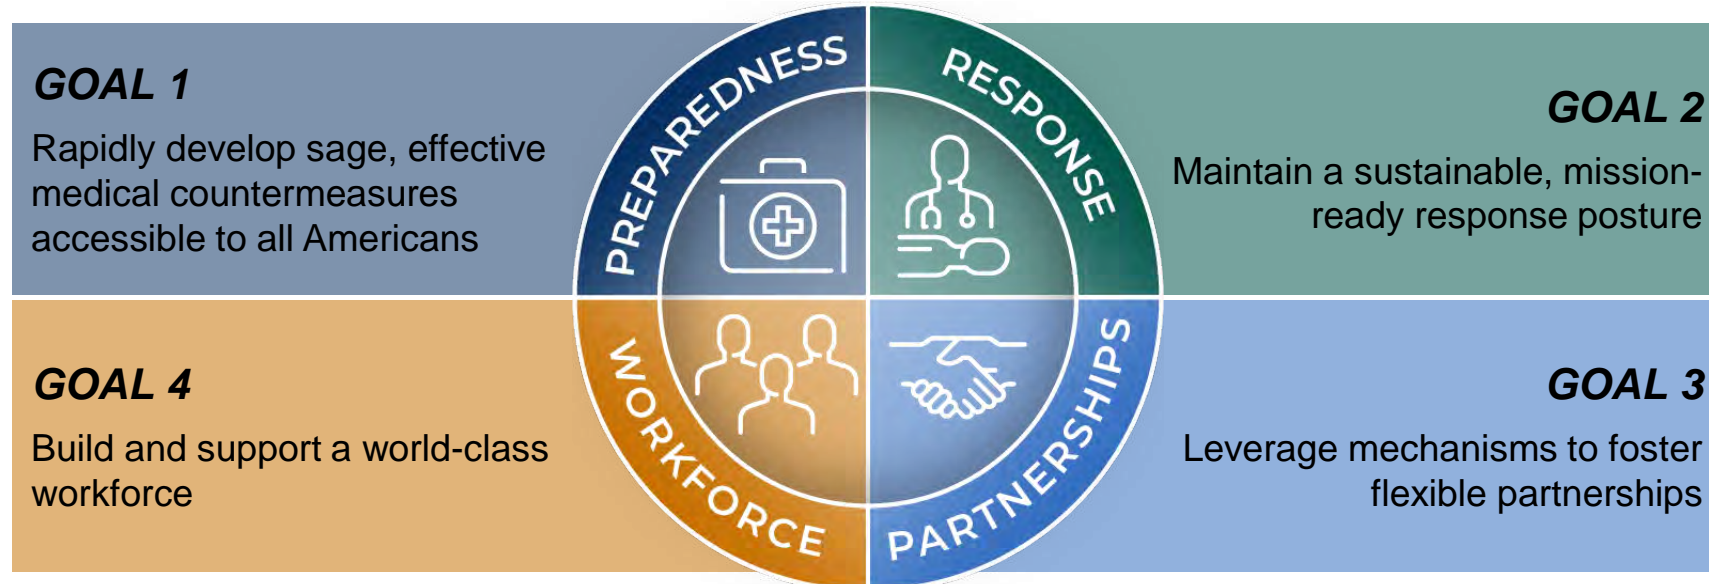 GOAL 1
Rapidly develop sage, effective
medical countermeasures
accessible to all Americans
PREPAREDNESS
RESPONSE
GOAL 2
Maintain a sustainable, mission-
ready response posture
GOAL 4
Build and support a world-class
workforce
WORKFORCE
PARTNERSHIPS
GOAL 3
Leverage mechanisms to foster
flexible partnerships